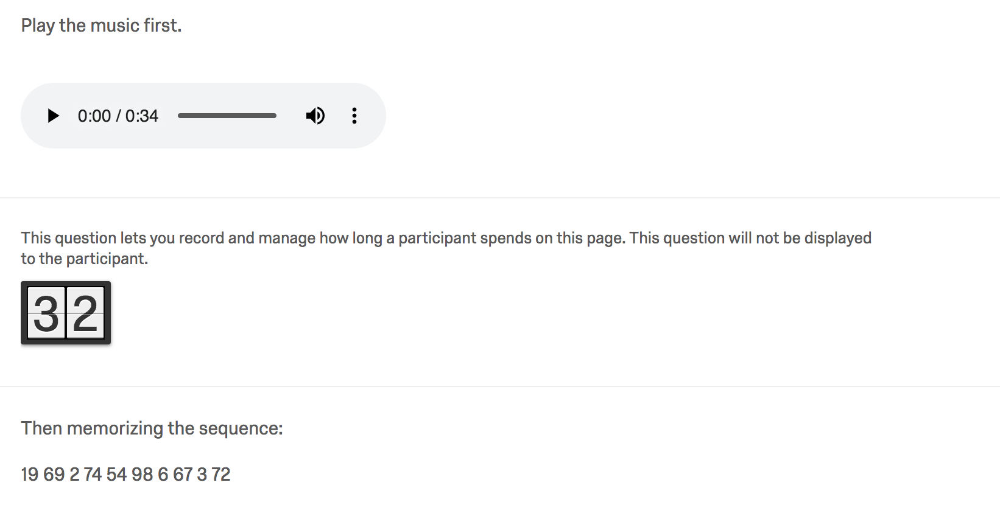 Play the music first.
0:00 / 0:34
This question lets you record and manage how long a participant spends on this page. This question will not be displayed
to the participant.
32
Then memorizing the sequence:
19 69 2 74 54 98 6 67 3 72